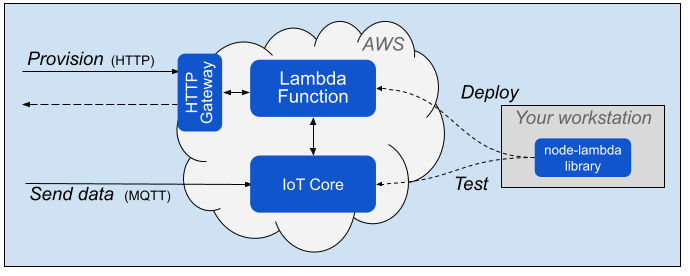 Provision (HTTP)
AWS
HTTP
Gateway
Lambda
Function
Deploy
Your workstation
node-lambda
library
IoT Core
Test
Send data (MQTT)